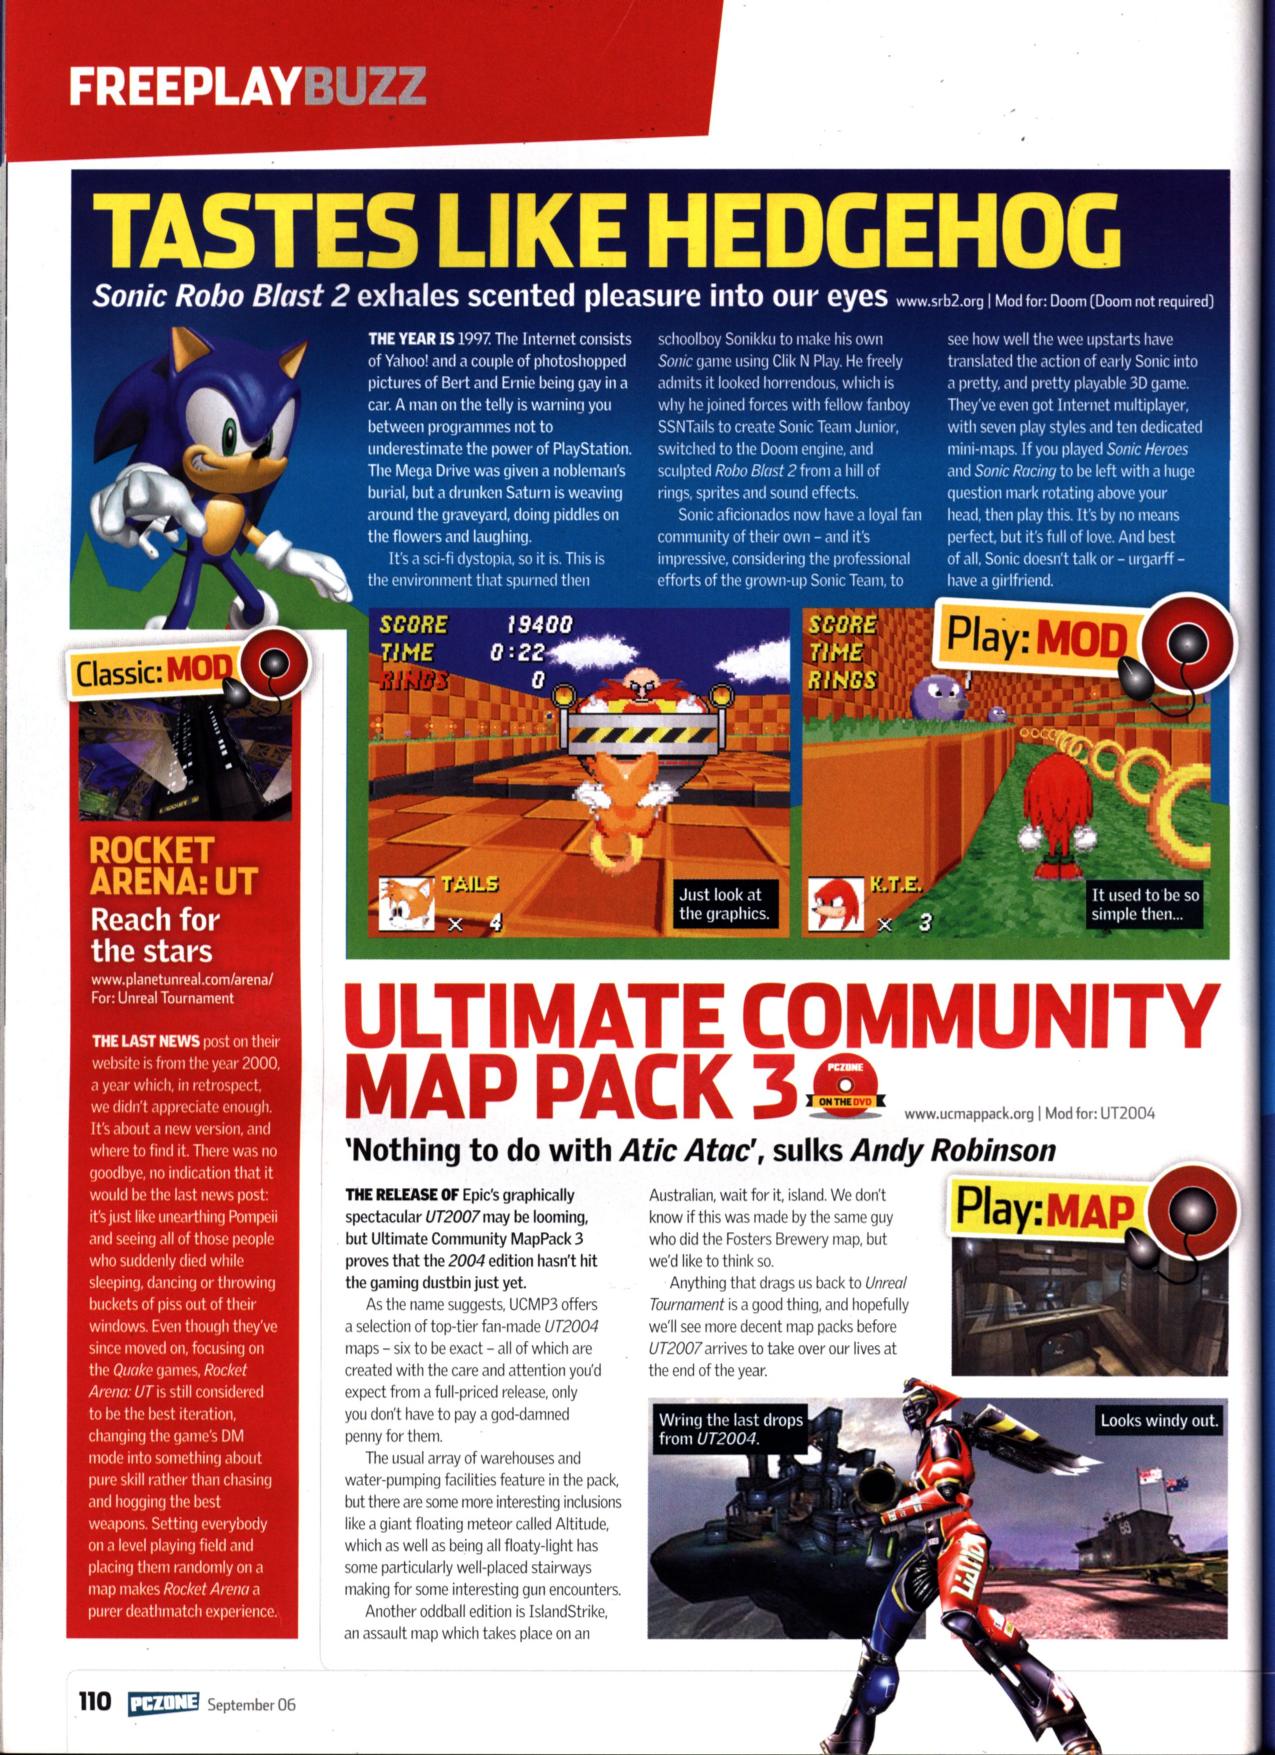 FREEPLAYBUZZ
TASTES LIKE HEDGEHOG
Sonic Robo Blast 2 exhales scented pleasure into our eyes www.srb2.org | Mod for: Doom (Doom not required)
THE YEAR IS 1997. The Internet consists
of Yahoo! and a couple of photoshopped
pictures of Bert and Ernie being gay in a
car. A man on the telly is warning you
between programmes not to
underestimate the power of PlayStation.
The Mega Drive was given a nobleman's
burial, but a drunken Saturn is weaving
around the graveyard, doing piddles on
the flowers and laughing.
It's a sci-fi dystopia, so it is. This is
the environment that spurned then
schoolboy Sonikku to make his own
Sonic game using Clik N Play. He freely
admits it looked horrendous, which is
why he joined forces with fellow fanboy
SSNTails to create Sonic Team Junior,
switched to the Doom engine, and
sculpted Robo Blast 2 from a hill of
rings, sprites and sound effects.
Sonic aficionados now have a loyal fan
community of their own – and it's
impressive, considering the professional
efforts of the grown-up Sonic Team, to
see how well the wee upstarts have
translated the action of early Sonic into
a pretty, and pretty playable 3D game.
They've even got Internet multiplayer,
with seven play styles and ten dedicated
mini-maps. If you played Sonic Heroes
and Sonic Racing to be left with a huge
question mark rotating above your
head, then play this. It's by no means
perfect, but it's full of love. And best
of all, Sonic doesn't talk or – urgarff –
have a girlfriend.
SCORE 19400
TIME 0:22
RINGS 0
TAILS
x 4
Just look at
the graphics.
SCORE
TIME
RINGS 1
Play: MOD
K.T.E.
x 3
It used to be so
simple then...
Classic: MOD
ROCKET
ARENA: UT
Reach for
the stars
www.planetunreal.com/arena/
For: Unreal Tournament
THE LAST NEWS post on their
website is from the year 2000,
a year which, in retrospect,
we didn't appreciate enough.
It's about a new version, and
where to find it. There was no
goodbye, no indication that it
would be the last news post:
it's just like unearthing Pompeii
and seeing all of those people
who suddenly died while
sleeping, dancing or throwing
buckets of piss out of their
windows. Even though they've
since moved on, focusing on
the Quake games, Rocket
Arena: UT is still considered
to be the best iteration,
changing the game's DM
mode into something about
pure skill rather than chasing
and hogging the best
weapons. Setting everybody
on a level playing field and
placing them randomly on a
map makes Rocket Arena a
purer deathmatch experience.
ULTIMATE COMMUNITY
MAP PACK 3
PCZONE
ON THE DVD
www.ucmappack.org | Mod for: UT2004
'Nothing to do with Atic Atac', sulks Andy Robinson
THE RELEASE OF Epic's graphically
spectacular UT2007 may be looming,
but Ultimate Community MapPack 3
proves that the 2004 edition hasn't hit
the gaming dustbin just yet.
As the name suggests, UCMP3 offers
a selection of top-tier fan-made UT2004
maps – six to be exact – all of which are
created with the care and attention you'd
expect from a full-priced release, only
you don't have to pay a god-damned
penny for them.
The usual array of warehouses and
water-pumping facilities feature in the pack,
but there are some more interesting inclusions
like a giant floating meteor called Altitude,
which as well as being all floaty-light has
some particularly well-placed stairways
making for some interesting gun encounters.
Another oddball edition is IslandStrike,
an assault map which takes place on an
Australian, wait for it, island. We don't
know if this was made by the same guy
who did the Fosters Brewery map, but
we'd like to think so.
Anything that drags us back to Unreal
Tournament is a good thing, and hopefully
we'll see more decent map packs before
UT2007 arrives to take over our lives at
the end of the year.
Play: MAP
Wring the last drops
from UT2004.
Looks windy out.
110 PCZONE September 06